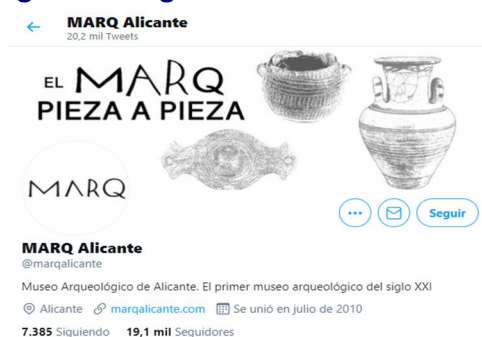 MARQ Alicante
20,2 mil Tweets
EL MARQ
PIEZA A PIEZA
MARQ
Seguir
MARQ Alicante
@marqalicante
Museo Arqueológico de Alicante. El primer museo arqueológico del siglo XXI
Alicante marqalicante.com Se unió en julio de 2010
7.385 Siguiendo 19,1 mil Seguidores